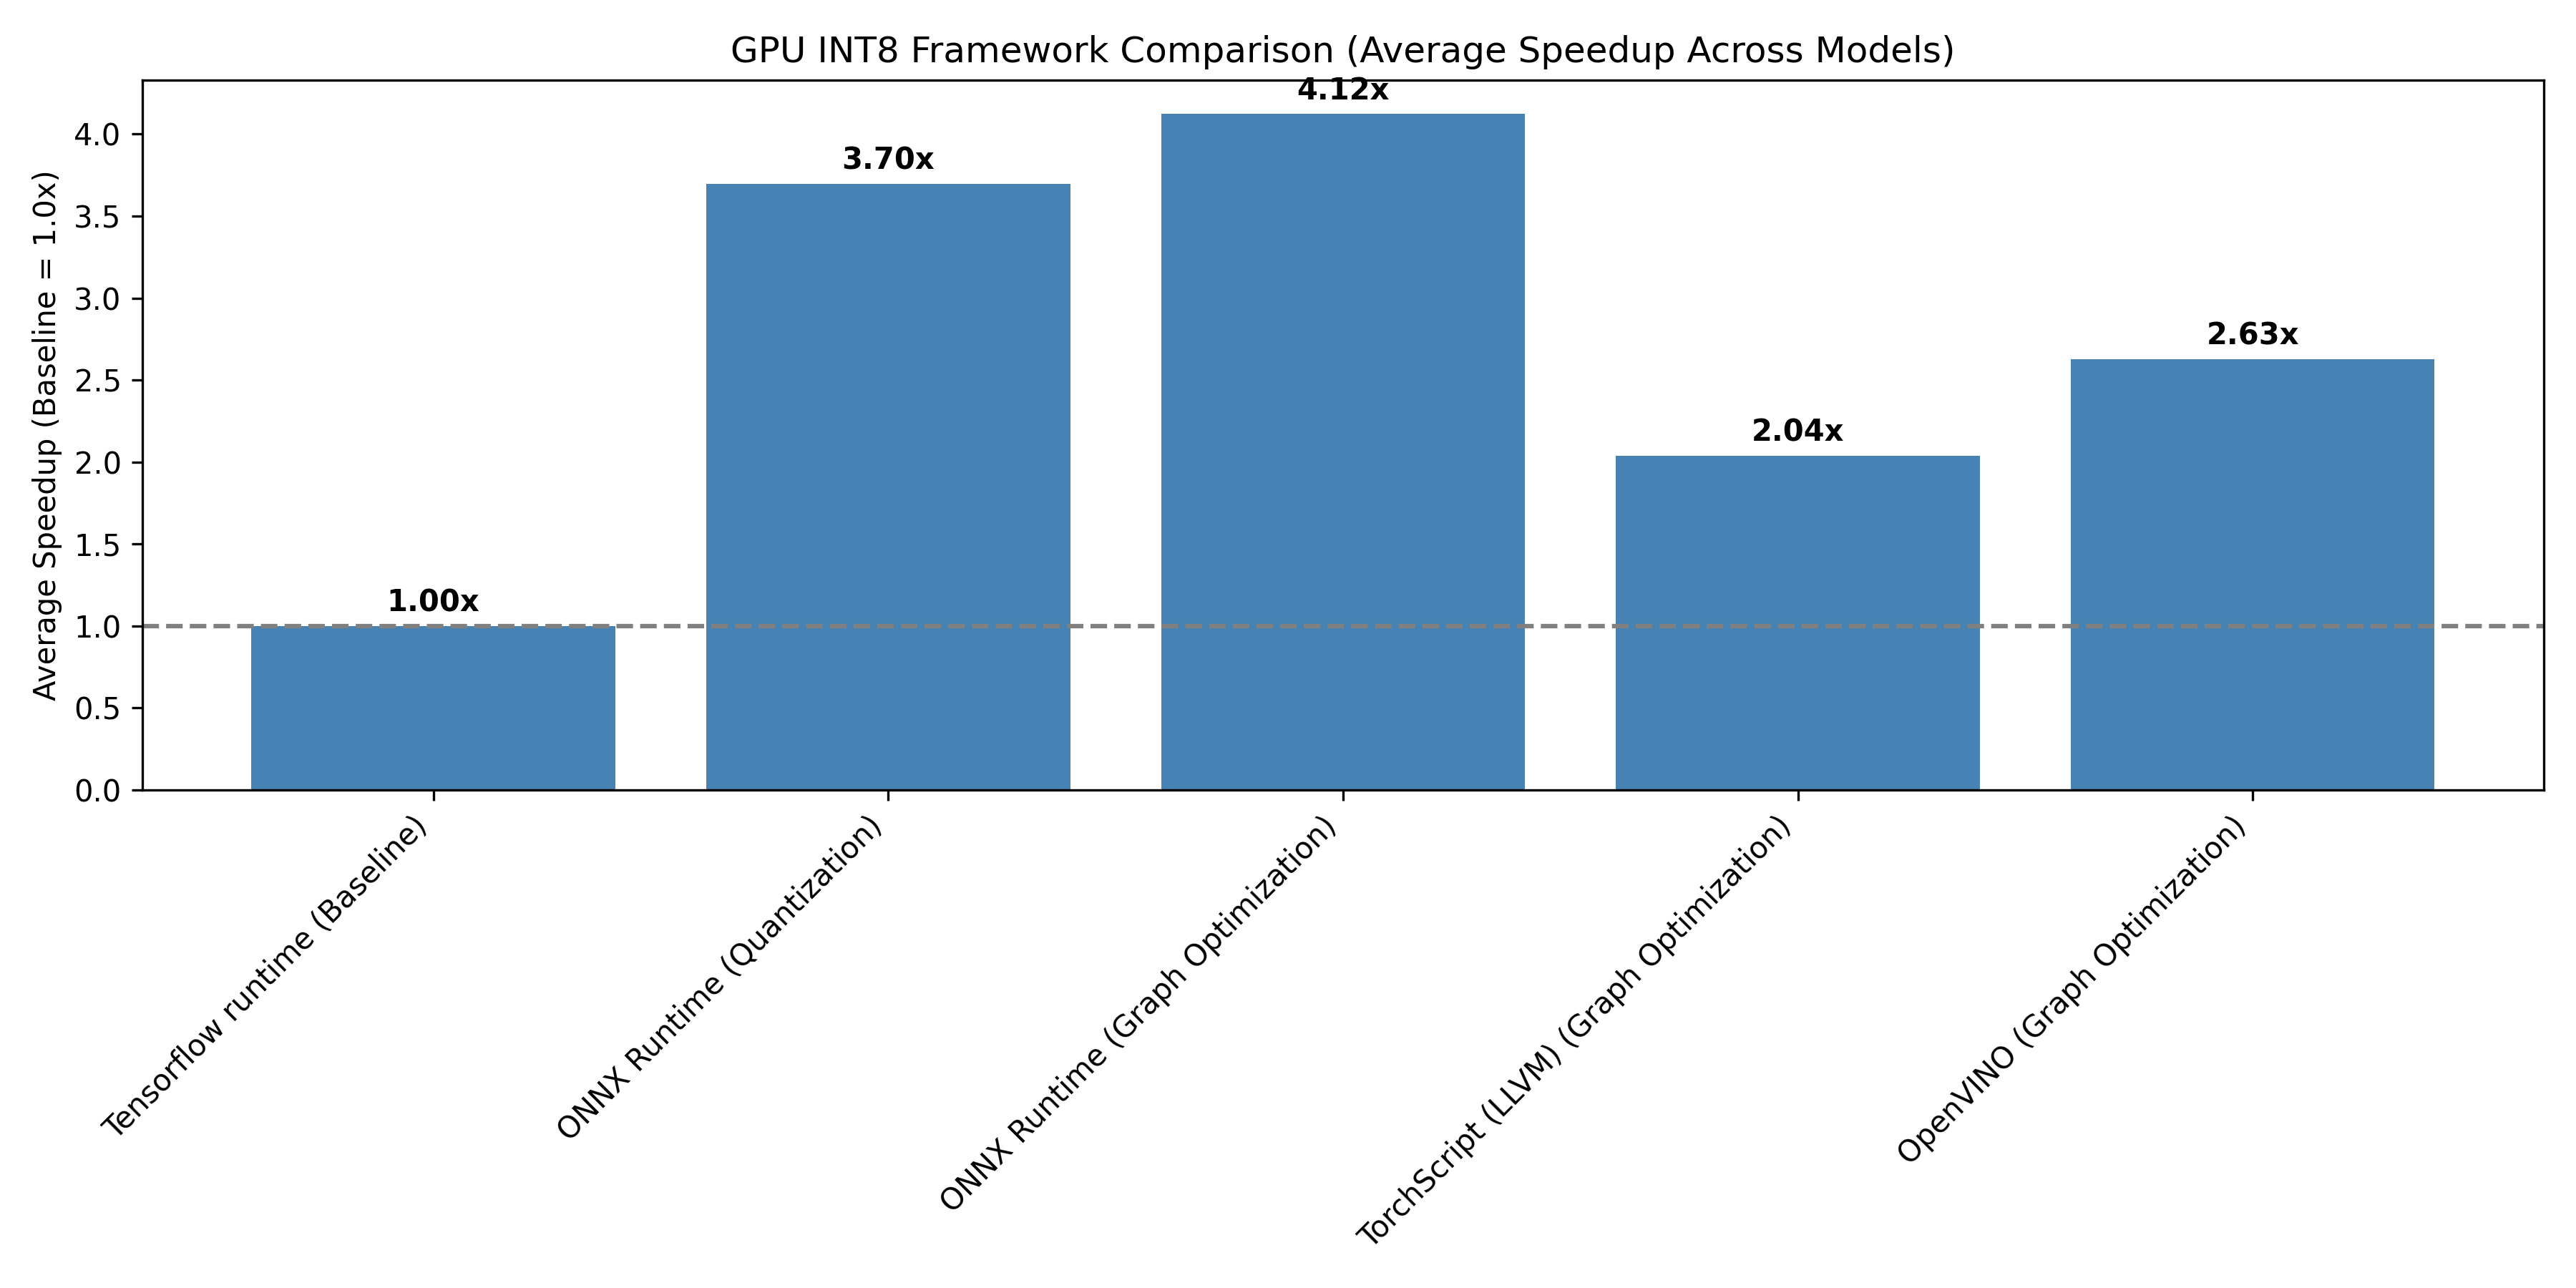 GPU INT8 Framework Comparison (Average Speedup Across Models)
Average Speedup (Baseline = 1.0x)
4.0
3.5
3.0
2.5
2.0
1.5
1.0
0.5
0.0
1.00x
3.70x
4.12x
2.04x
2.63x
Tensorflow runtime (Baseline)
ONNX Runtime (Quantization)
ONNX Runtime (Graph Optimization)
TorchScript (LLVM) (Graph Optimization)
OpenVINO (Graph Optimization)